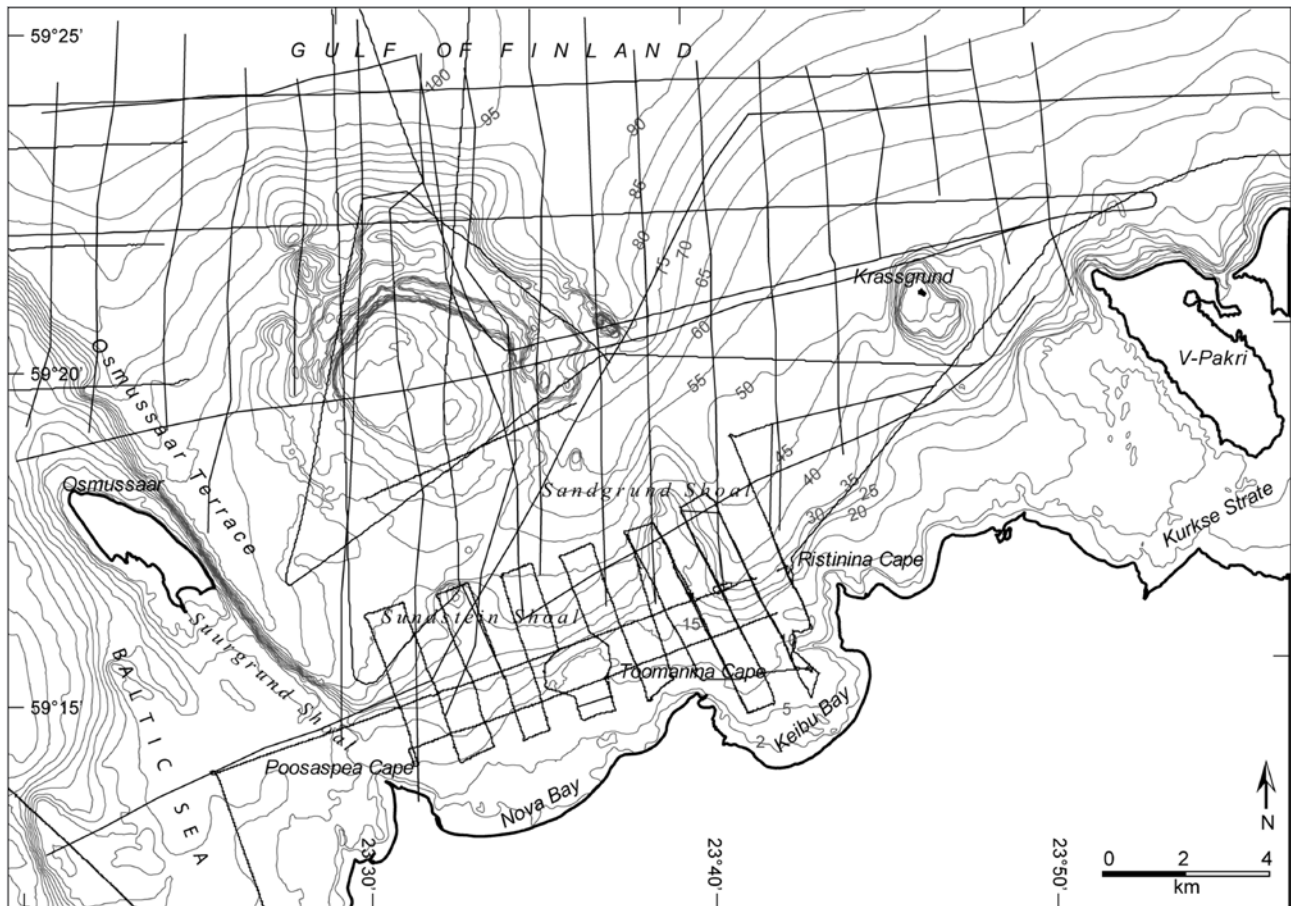 59°25'
GULF OF FINLAND
100
95
90
85
80
75
70
65
60
55
50
Krassgrund
V-Pakri
59°20'
Osmussaar Terrace
Osmussaar
Sandgrund Shoal
45
40
35
30
25
20
Kurkse Strate
Ristinina Cape
Sundstein Shoal
15
10
Suurgrund Shoal
Toomanina Cape
BALTIC SEA
59°15'
5
2
Keibu Bay
Poosaspea Cape
Nova Bay
N
23°30'
23°40'
23°50'
0 2 4
km